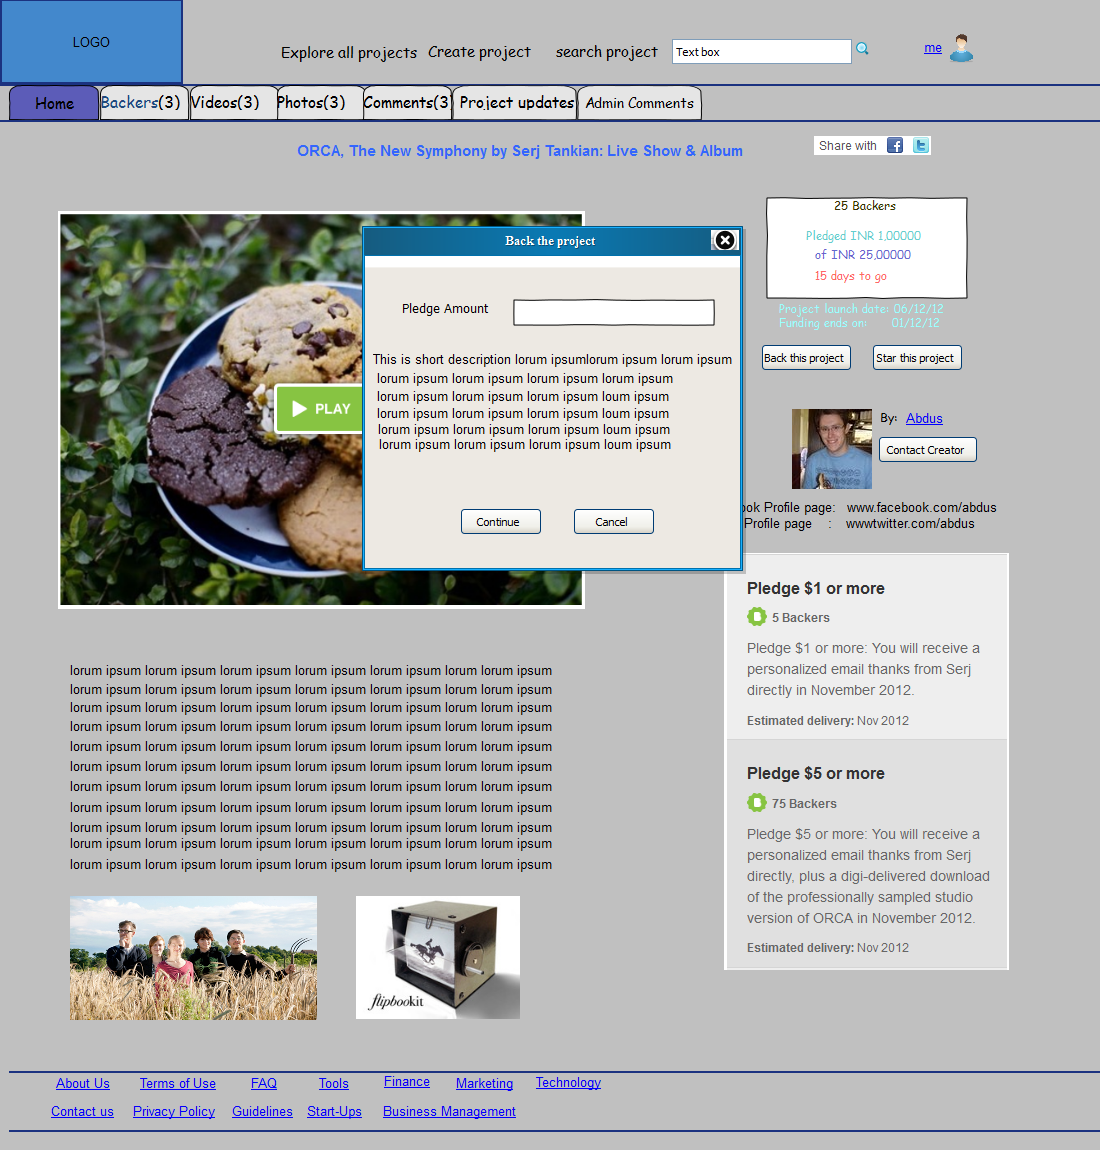 LOGO
Explore all projects
Create project
search project
Text box
me
Home
Backers(3)
Videos(3)
Photos(3)
Comments(3)
Project updates
Admin Comments
ORCA, The New Symphony by Serj Tankian: Live Show & Album
Share with
25 Backers
Pledged INR 1,00000
of INR 25,00000
15 days to go
Project launch date: 06/12/12
Funding ends on: 01/12/12
Back this project
Star this project
PLAY
Back the project
Pledge Amount
This is short description lorum ipsumlorum ipsum lorum ipsum
lorum ipsum lorum ipsum lorum ipsum lorum ipsum
lorum ipsum lorum ipsum lorum ipsum loum ipsum
lorum ipsum lorum ipsum lorum ipsum loum ipsum
lorum ipsum lorum ipsum lorum ipsum loum ipsum
lorum ipsum lorum ipsum lorum ipsum loum ipsum
Continue
Cancel
By: Abdus
Contact Creator
ook Profile page: www.facebook.com/abdus
Profile page : wwwtwitter.com/abdus
Pledge $1 or more
5 Backers
Pledge $1 or more: You will receive a
personalized email thanks from Serj
directly in November 2012.
Estimated delivery: Nov 2012
Pledge $5 or more
75 Backers
Pledge $5 or more: You will receive a
personalized email thanks from Serj
directly, plus a digi-delivered download
of the professionally sampled studio
version of ORCA in November 2012.
Estimated delivery: Nov 2012
lorum ipsum lorum ipsum lorum ipsum lorum ipsum lorum ipsum lorum lorum ipsum
lorum ipsum lorum ipsum lorum ipsum lorum ipsum lorum ipsum lorum lorum ipsum
lorum ipsum lorum ipsum lorum ipsum lorum ipsum lorum ipsum lorum lorum ipsum
lorum ipsum lorum ipsum lorum ipsum lorum ipsum lorum ipsum lorum lorum ipsum
lorum ipsum lorum ipsum lorum ipsum lorum ipsum lorum ipsum lorum lorum ipsum
lorum ipsum lorum ipsum lorum ipsum lorum ipsum lorum ipsum lorum lorum ipsum
lorum ipsum lorum ipsum lorum ipsum lorum ipsum lorum ipsum lorum lorum ipsum
lorum ipsum lorum ipsum lorum ipsum lorum ipsum lorum ipsum lorum lorum ipsum
lorum ipsum lorum ipsum lorum ipsum lorum ipsum lorum ipsum lorum lorum ipsum
lorum ipsum lorum ipsum lorum ipsum lorum ipsum lorum ipsum lorum lorum ipsum
lorum ipsum lorum ipsum lorum ipsum lorum ipsum lorum ipsum lorum lorum ipsum
flipbookit
About Us
Terms of Use
FAQ
Tools
Finance
Marketing
Technology
Contact us
Privacy Policy
Guidelines
Start-Ups
Business Management